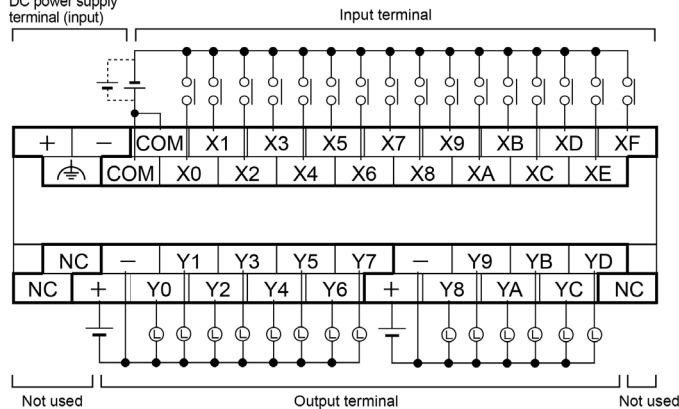 DC power supply
terminal (input)
Input terminal
+ − COM X1 X3 X5 X7 X9 XB XD XF
COM X0 X2 X4 X6 X8 XA XC XE
NC − Y1 Y3 Y5 Y7 − Y9 YB YD
NC + Y0 Y2 Y4 Y6 + Y8 YA YC NC
L L L L L L L L L L L L L L
Not used
Output terminal
Not used